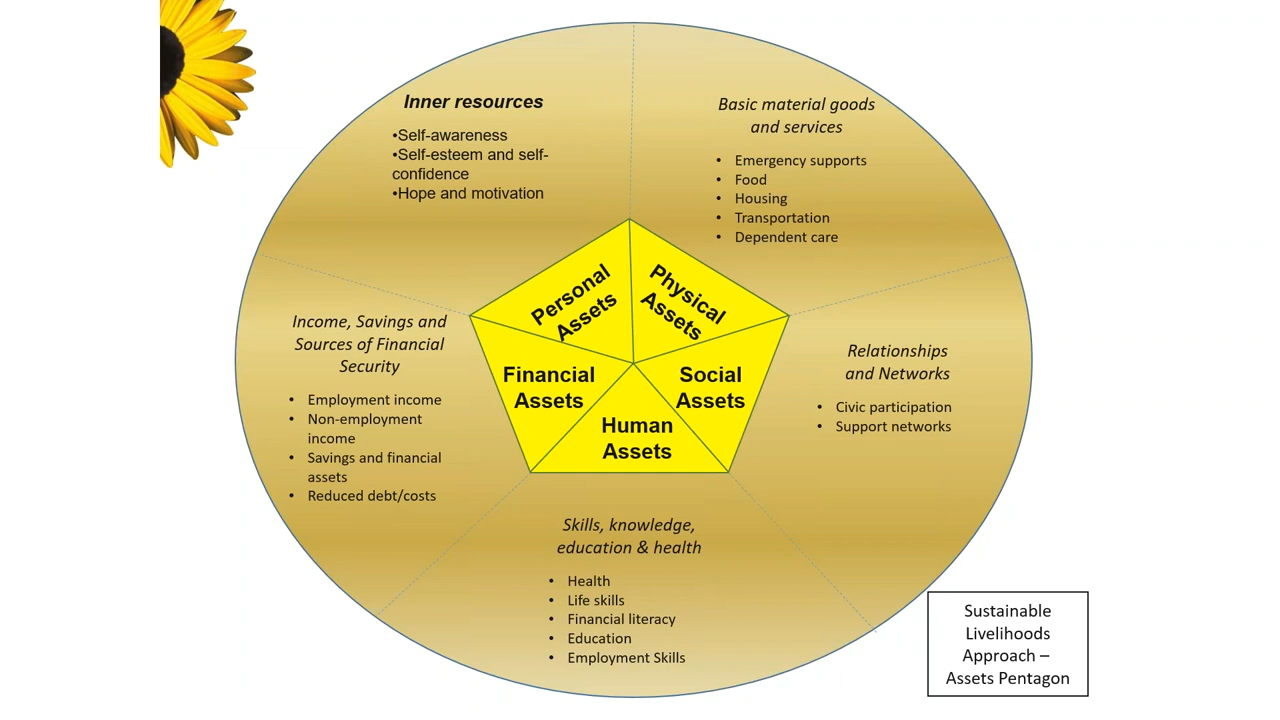 Inner resources
•Self-awareness
•Self-esteem and self-
confidence
•Hope and motivation
Basic material goods
and services
• Emergency supports
• Food
• Housing
• Transportation
• Dependent care
Personal
Assets
Physical
Assets
Income, Savings and
Sources of Financial
Security
• Employment income
• Non-employment
income
• Savings and financial
assets
• Reduced debt/costs
Financial
Assets
Social
Assets
Human
Assets
Relationships
and Networks
• Civic participation
• Support networks
Skills, knowledge,
education & health
• Health
• Life skills
• Financial literacy
• Education
• Employment Skills
Sustainable
Livelihoods
Approach –
Assets Pentagon